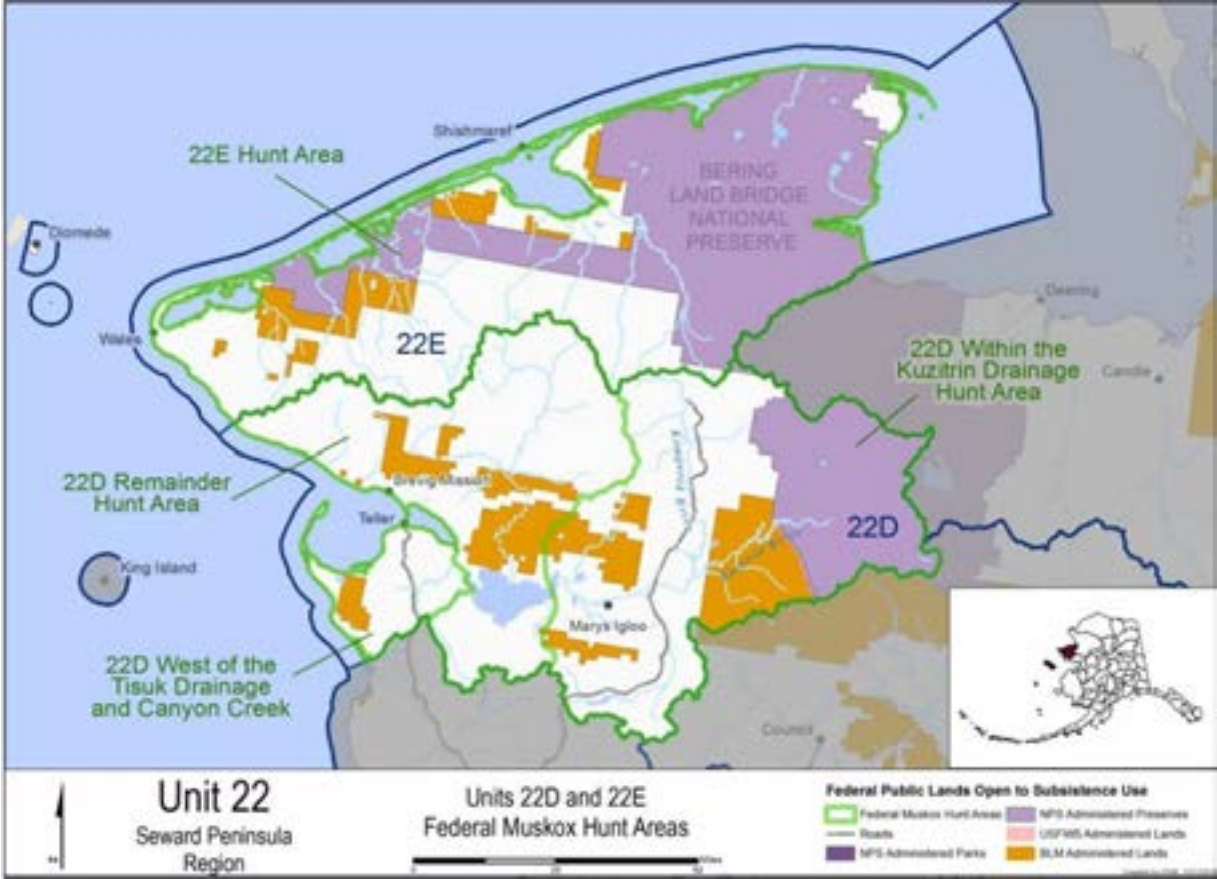 Shishmaref
22E Hunt Area
BERING
LAND BRIDGE
NATIONAL
PRESERVE
Diomede
Deering
Wales
22E
22D Within the
Kuzitrin Drainage
Hunt Area
Candle
22D Remainder
Hunt Area
Brevig Mission
Teller
22D
King Island
Marys Igloo
22D West of the
Tisuk Drainage
and Canyon Creek
Council
Unit 22
Seward Peninsula
Region
Units 22D and 22E
Federal Muskox Hunt Areas
Miles
Federal Public Lands Open to Subsistence Use
Federal Muskox Hunt Areas
Roads
NPS Administered Parks
NPS Administered Preserves
USFWS Administered Lands
BLM Administered Lands